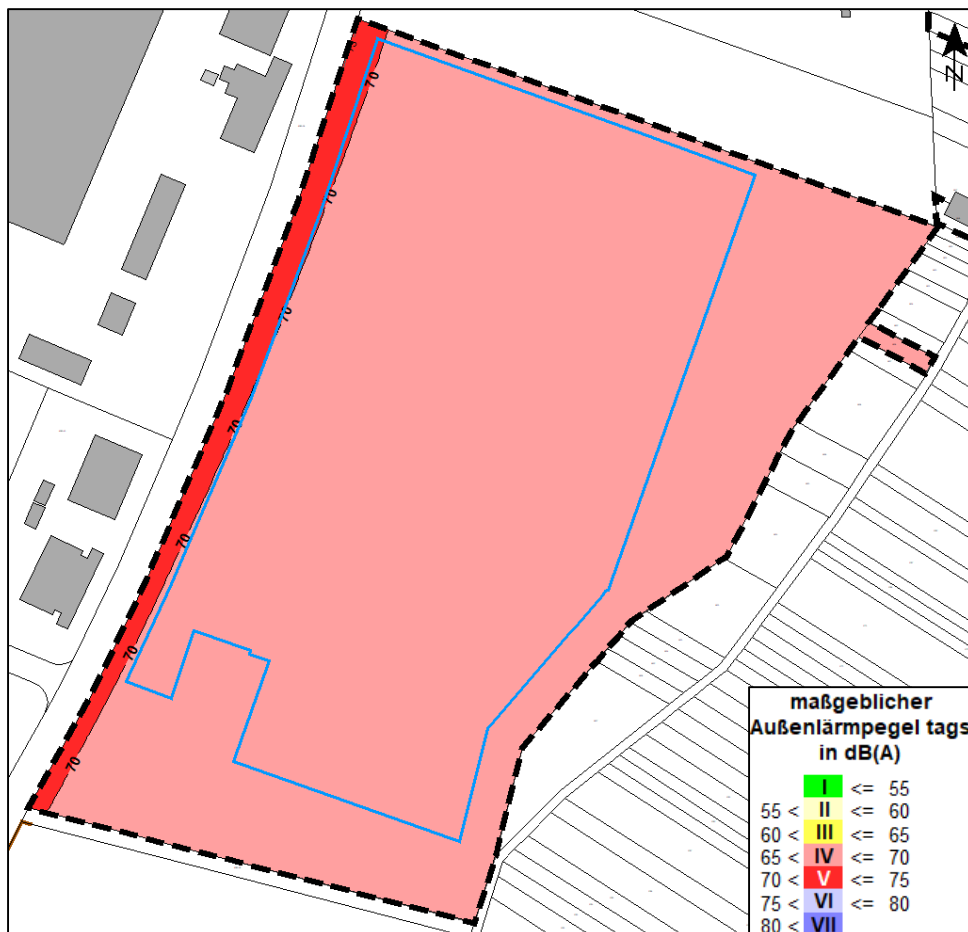 N
70
70
70
70
70
70
70
maßgeblicher
Außenlärmpegel tags
in dB(A)
I <= 55
55 < II <= 60
60 < III <= 65
65 < IV <= 70
70 < V <= 75
75 < VI <= 80
80 < VII